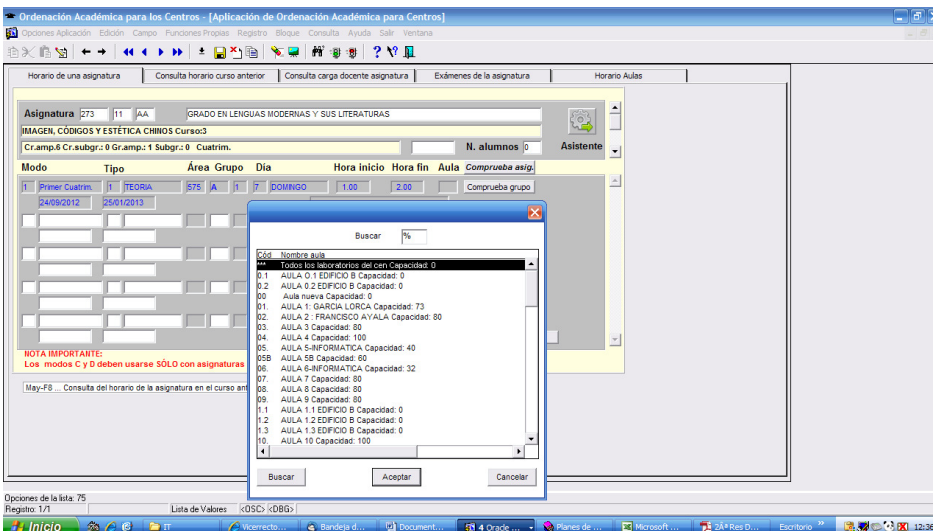 Ordenación Académica para los Centros - [Aplicación de Ordenación Académica para Centros]
Opciones Aplicación Edición Campo Funciones Propias Registro Bloque Consulta Ayuda Salir Ventana
Horario de una asignatura Consulta horario curso anterior Consulta carga docente asignatura Exámenes de la asignatura Horario Aulas
Asignatura 273 11 AA GRADO EN LENGUAS MODERNAS Y SUS LITERATURAS
IMAGEN, CÓDIGOS Y ESTÉTICA CHINOS Curso:3
Cr.amp.6 Cr.subgr.: 0 Gr.amp.: 1 Subgr.: 0 Cuatrim. N. alumnos 0 Asistente
Modo Tipo Área Grupo Día Hora inicio Hora fin Aula Comprueba asig.
1 Primer Cuatrim. 1 TEORIA 575 A 1 7 DOMINGO 1.00 2.00 Comprueba grupo
24/09/2012 25/01/2013
Buscar %
Cód Nombre aula
*** Todos los laboratorios del cen Capacidad: 0
0.1 AULA O.1 EDIFICIO B Capacidad: 0
0.2 AULA 0.2 EDIFICIO B Capacidad: 0
00 Aula nueva Capacidad: 0
01. AULA 1: GARCIA LORCA Capacidad: 73
02. AULA 2 : FRANCISCO AYALA Capacidad: 80
03. AULA 3 Capacidad: 80
04. AULA 4 Capacidad: 100
05. AULA 5-INFORMATICA Capacidad: 40
05B AULA 5B Capacidad: 60
06. AULA 6-INFORMATICA Capacidad: 32
07. AULA 7 Capacidad: 80
08. AULA 8 Capacidad: 80
09. AULA 9 Capacidad: 80
1.1 AULA 1.1 EDIFICIO B Capacidad: 0
1.2 AULA 1.2 EDIFICIO B Capacidad: 0
1.3 AULA 1.3 EDIFICIO B Capacidad: 0
10. AULA 10 Capacidad: 100
Buscar Aceptar Cancelar
NOTA IMPORTANTE:
Los modos C y D deben usarse SÓLO con asignaturas
May-F8 ... Consulta del horario de la asignatura en el curso ant
Opciones de la lista: 75
Registro: 1/1 Lista de Valores <OSC> <DBG>
Inicio IT Vicerrecto... Bandeja d... Document... 4 Orade ... Planes de ... Microsoft ... 2ª Res D... Escritorio 12:36